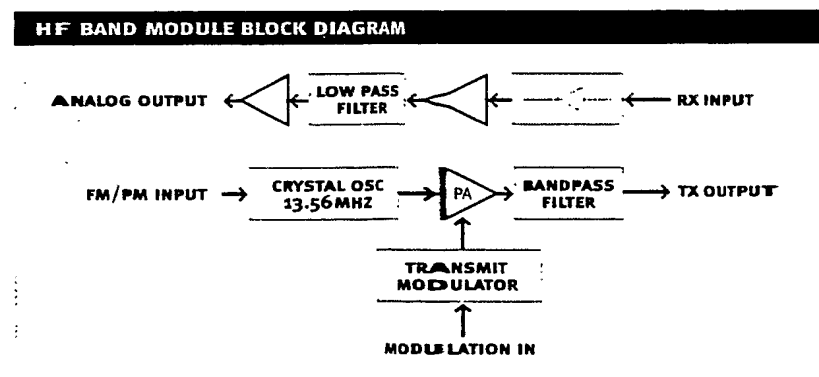 HF BAND MODULE BLOCK DIAGRAM
ANALOG OUTPUT
LOW PASS
FILTER
RX INPUT
FM/PM INPUT
CRYSTAL OSC
13.56MHZ
PA
BANDPASS
FILTER
TX OUTPUT
TRANSMIT
MODULATOR
MODULATION IN